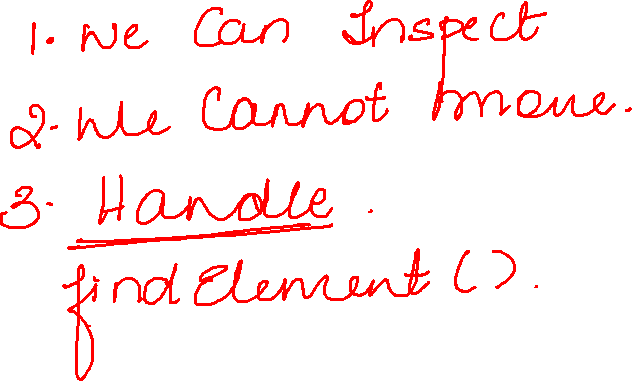 1. We Can Inspect
2. We Cannot move.
3. Handle.
findElement().